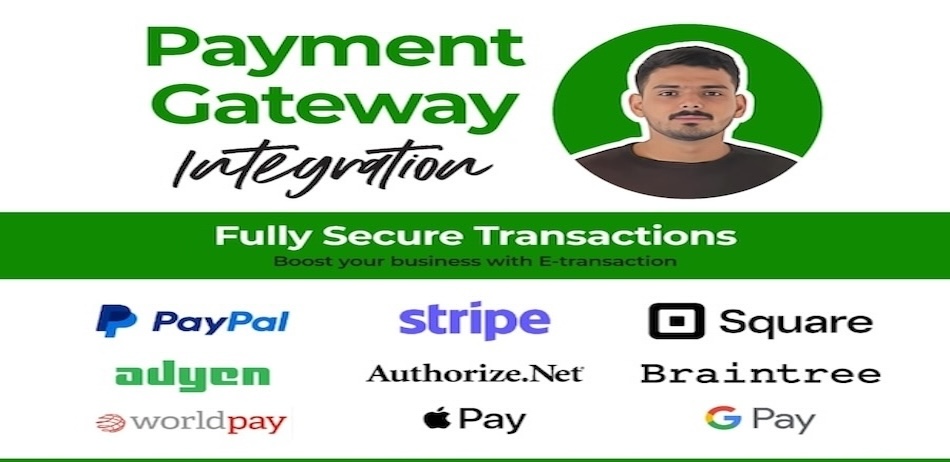 Payment
Gateway
Integration
Fully Secure Transactions
Boost your business with E-transaction
PayPal
stripe
Square
adyen
Authorize.Net
Braintree
worldpay
Pay
G Pay